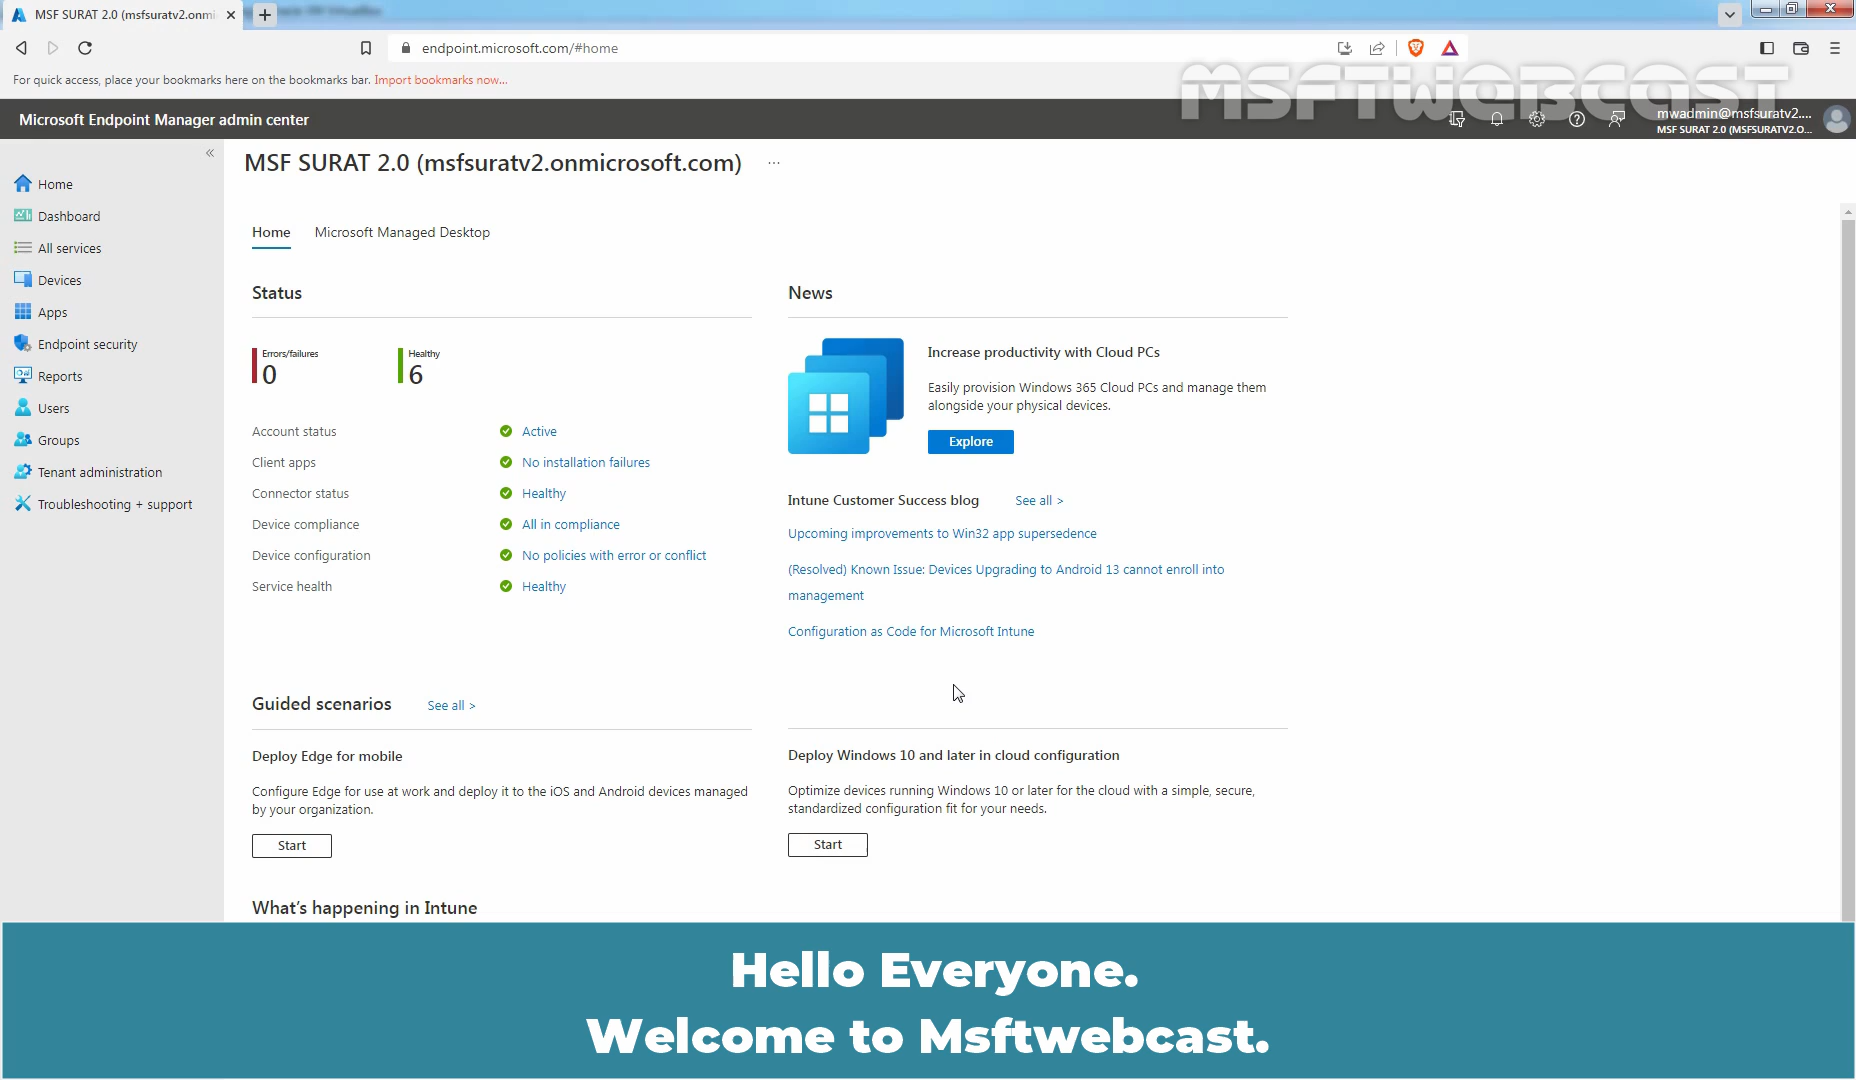 MSF SURAT 2.0 (msfsuratv2.onmi
endpoint.microsoft.com/#home
For quick access, place your bookmarks here on the bookmarks bar. Import bookmarks now...
MSFTWEBCAST
Microsoft Endpoint Manager admin center
mwadmin@msfsuratv2....
MSF SURAT 2.0 (MSFSURATV2.O...
«
MSF SURAT 2.0 (msfsuratv2.onmicrosoft.com) ...
Home
Dashboard
All services
Devices
Apps
Endpoint security
Reports
Users
Groups
Tenant administration
Troubleshooting + support
Home Microsoft Managed Desktop
Status
Errors/failures
0
Healthy
6
Account status Active
Client apps No installation failures
Connector status Healthy
Device compliance All in compliance
Device configuration No policies with error or conflict
Service health Healthy
News
Increase productivity with Cloud PCs
Easily provision Windows 365 Cloud PCs and manage them
alongside your physical devices.
Explore
Intune Customer Success blog See all >
Upcoming improvements to Win32 app supersedence
(Resolved) Known Issue: Devices Upgrading to Android 13 cannot enroll into
management
Configuration as Code for Microsoft Intune
Guided scenarios See all >
Deploy Edge for mobile
Configure Edge for use at work and deploy it to the iOS and Android devices managed
by your organization.
Start
Deploy Windows 10 and later in cloud configuration
Optimize devices running Windows 10 or later for the cloud with a simple, secure,
standardized configuration fit for your needs.
Start
What's happening in Intune
Hello Everyone.
Welcome to Msftwebcast.